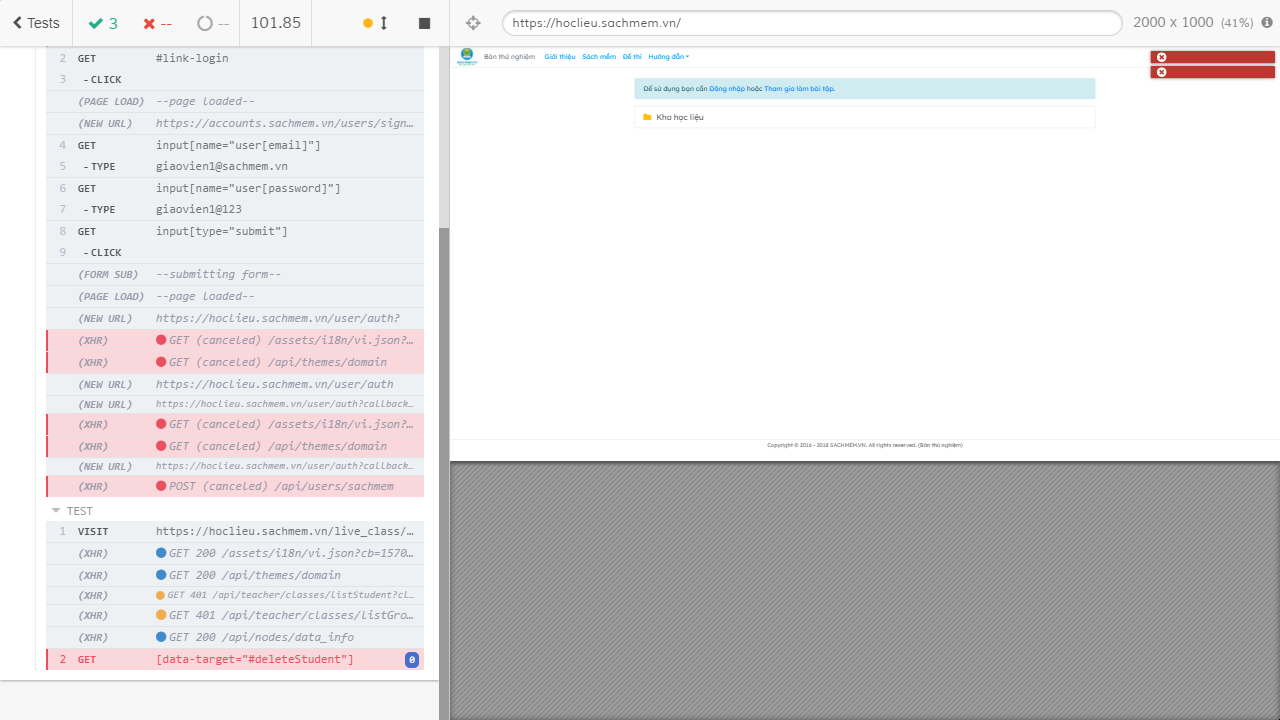 Tests
3
--
--
101.85
2 GET #link-login
3 -CLICK
(PAGE LOAD) --page loaded--
(NEW URL) https://accounts.sachmem.vn/users/sign…
4 GET input[name="user[email]"]
5 -TYPE giaovien1@sachmem.vn
6 GET input[name="user[password]"]
7 -TYPE giaovien1@123
8 GET input[type="submit"]
9 -CLICK
(FORM SUB) --submitting form--
(PAGE LOAD) --page loaded--
(NEW URL) https://hoclieu.sachmem.vn/user/auth?
(XHR) GET (canceled) /assets/i18n/vi.json?…
(XHR) GET (canceled) /api/themes/domain
(NEW URL) https://hoclieu.sachmem.vn/user/auth
(NEW URL) https://hoclieu.sachmem.vn/user/auth?callback…
(XHR) GET (canceled) /assets/i18n/vi.json?…
(XHR) GET (canceled) /api/themes/domain
(NEW URL) https://hoclieu.sachmem.vn/user/auth?callback…
(XHR) POST (canceled) /api/users/sachmem
TEST
1 VISIT https://hoclieu.sachmem.vn/live_class/…
(XHR) GET 200 /assets/i18n/vi.json?cb=1570…
(XHR) GET 200 /api/themes/domain
(XHR) GET 401 /api/teacher/classes/listStudent?cl…
(XHR) GET 401 /api/teacher/classes/listGro…
(XHR) GET 200 /api/nodes/data_info
2 GET [data-target="#deleteStudent"] 0
https://hoclieu.sachmem.vn/
2000 x 1000 (41%)
Bản thử nghiệm Giới thiệu Sách mềm Đề thi Hướng dẫn
Để sử dụng bạn cần Đăng nhập hoặc Tham gia làm bài tập.
Kho học liệu
Copyright © 2016 - 2018 SACHMEM.VN. All rights reserved. (Bản thử nghiệm)